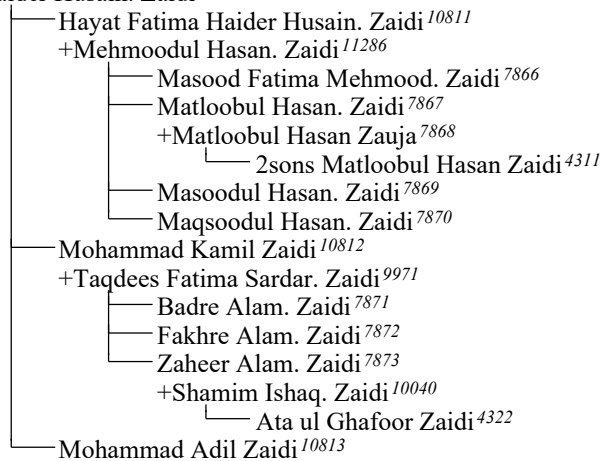 Hayat Fatima Haider Husain. Zaidi 10811
+Mehmoodul Hasan. Zaidi 11286
Masood Fatima Mehmood. Zaidi 7866
Matloobul Hasan. Zaidi 7867
+Matloobul Hasan Zauja 7868
2sons Matloobul Hasan Zaidi 4311
Masoodul Hasan. Zaidi 7869
Maqsoodul Hasan. Zaidi 7870
Mohammad Kamil Zaidi 10812
+Taqdees Fatima Sardar. Zaidi 9971
Badre Alam. Zaidi 7871
Fakhre Alam. Zaidi 7872
Zaheer Alam. Zaidi 7873
+Shamim Ishaq. Zaidi 10040
Ata ul Ghafoor Zaidi 4322
Mohammad Adil Zaidi 10813